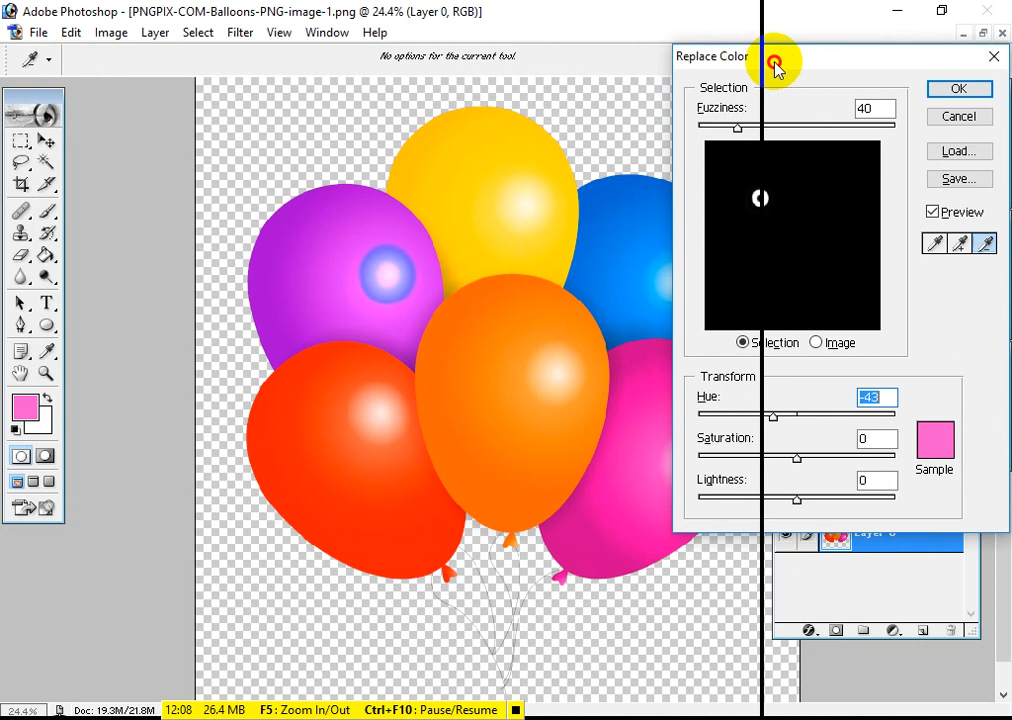 Adobe Photoshop - [PNGPIX-COM-Balloons-PNG-image-1.png @ 24.4% (Layer 0, RGB)]
File Edit Image Layer Select Filter View Window Help
No options for the current tool.
Replace Color
Selection
Fuzziness: 40
OK
Cancel
Load...
Save...
Preview
Selection Image
Transform
Hue: -43
Saturation: 0
Sample
Lightness: 0
24.4% Doc: 19.3M/21.8M 12:08 26.4 MB F5: Zoom In/Out Ctrl+F10: Pause/Resume